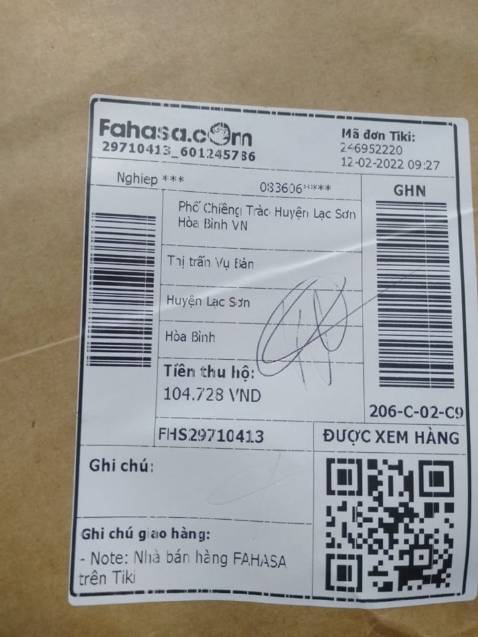 Fahasa.com
29710413_601245786
Mã đơn Tiki:
246952220
12-02-2022 09:27
Nghiep ***
083606****
GHN
Phố Chiềng Trào Huyện Lạc Sơn
Hòa Bình VN
Thị trấn Vụ Bản
Huyện Lạc Sơn
Hòa Bình
Tiền thu hộ:
104.728 VND
206-C-02-C9
FHS29710413
ĐƯỢC XEM HÀNG
Ghi chú:
Ghi chú giao hàng:
- Note: Nhà bán hàng FAHASA
trên Tiki